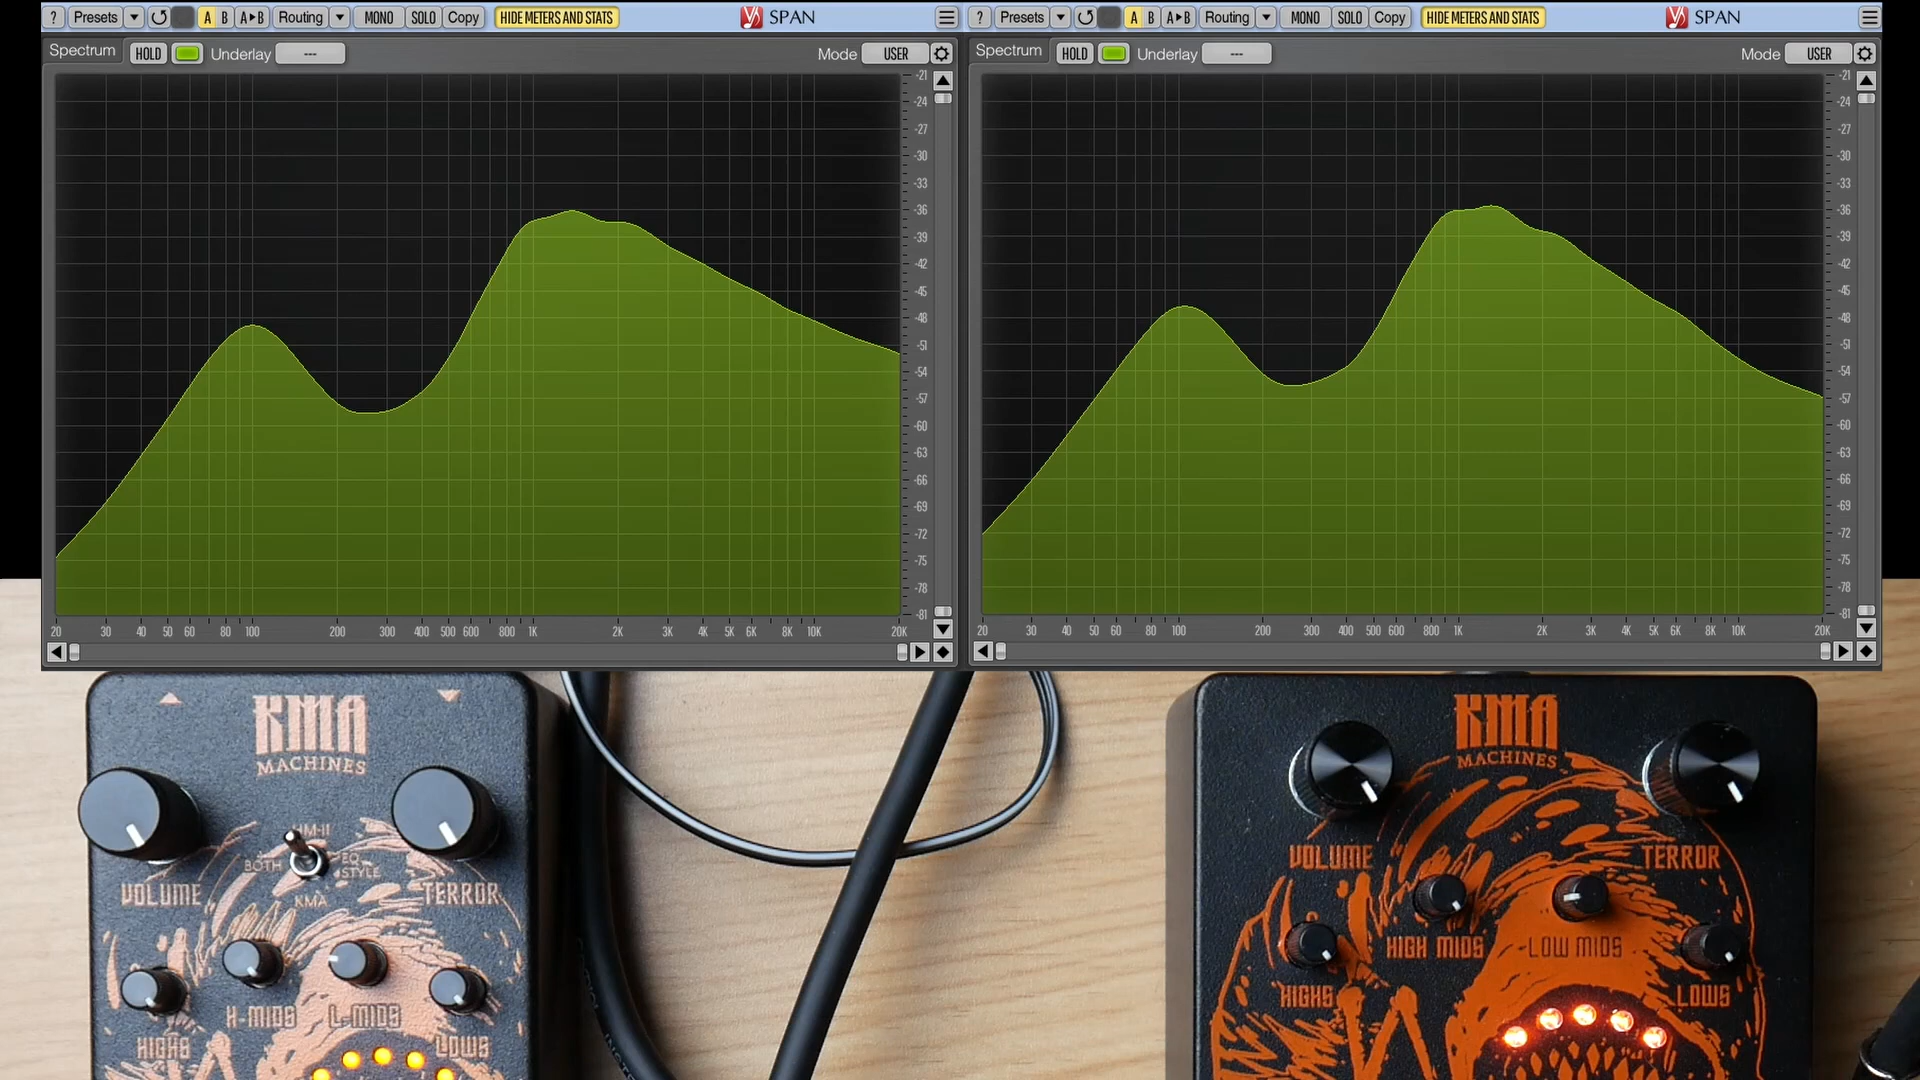 ? Presets A B A▸B Routing MONO SOLO Copy HIDE METERS AND STATS SPAN
Spectrum HOLD Underlay --- Mode USER
-21
-24
-27
-30
-33
-36
-39
-42
-45
-48
-51
-54
-57
-60
-63
-66
-69
-72
-75
-78
-81
20 30 40 50 60 80 100 200 300 400 500 600 800 1K 2K 3K 4K 5K 6K 8K 10K 20K
? Presets A B A▸B Routing MONO SOLO Copy HIDE METERS AND STATS SPAN
Spectrum HOLD Underlay --- Mode USER
-21
-24
-27
-30
-33
-36
-39
-42
-45
-48
-51
-54
-57
-60
-63
-66
-69
-72
-75
-78
-81
20 30 40 50 60 80 100 200 300 400 500 600 800 1K 2K 3K 4K 5K 6K 8K 10K 20K
KMA
MACHINES
HM-II
BOTH EQ
STYLE
KMA
VOLUME TERROR
H-MIDS L-MIDS
HIGHS LOWS
KMA
MACHINES
VOLUME TERROR
HIGH MIDS LOW MIDS
HIGHS LOWS